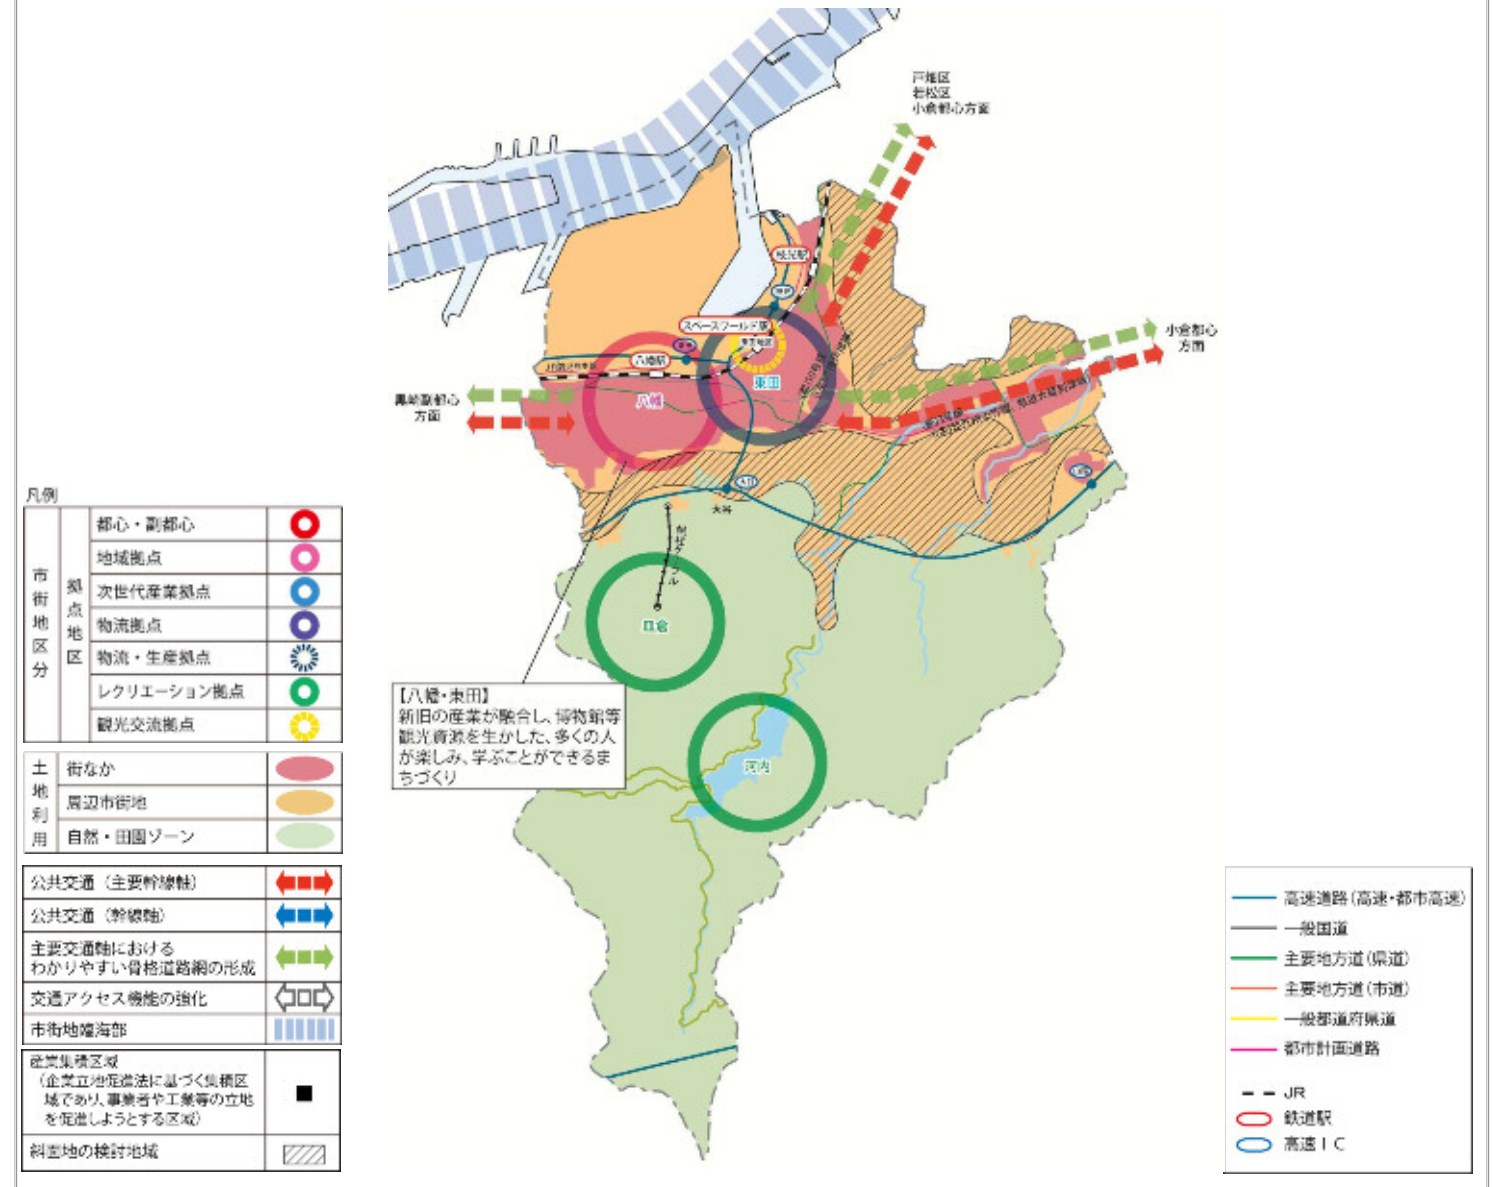 戸畑区
若松区
小倉都心方面
枝光駅
スペースワールド駅
八幡駅
東田
八幡
小倉都心
方面
黒崎副都心
方面
大谷
皿倉
河内
【八幡・東田】
新旧の産業が融合し、博物館等
観光資源を生かした、多くの人
が楽しみ、学ぶことができるま
ちづくり
凡例
市街地区分
拠点地区
都心・副都心
地域拠点
次世代産業拠点
物流拠点
物流・生産拠点
レクリエーション拠点
観光交流拠点
土地利用
街なか
周辺市街地
自然・田園ゾーン
公共交通（主要幹線軸）
公共交通（幹線軸）
主要交通軸における
わかりやすい骨格道路網の形成
交通アクセス機能の強化
市街地臨海部
産業集積区域
（企業立地促進法に基づく集積区
域であり、事業者や工業等の立地
を促進しようとする区域）
斜面地の検討地域
高速道路（高速・都市高速）
一般国道
主要地方道（県道）
主要地方道（市道）
一般都道府県道
都市計画道路
JR
鉄道駅
高速ＩＣ